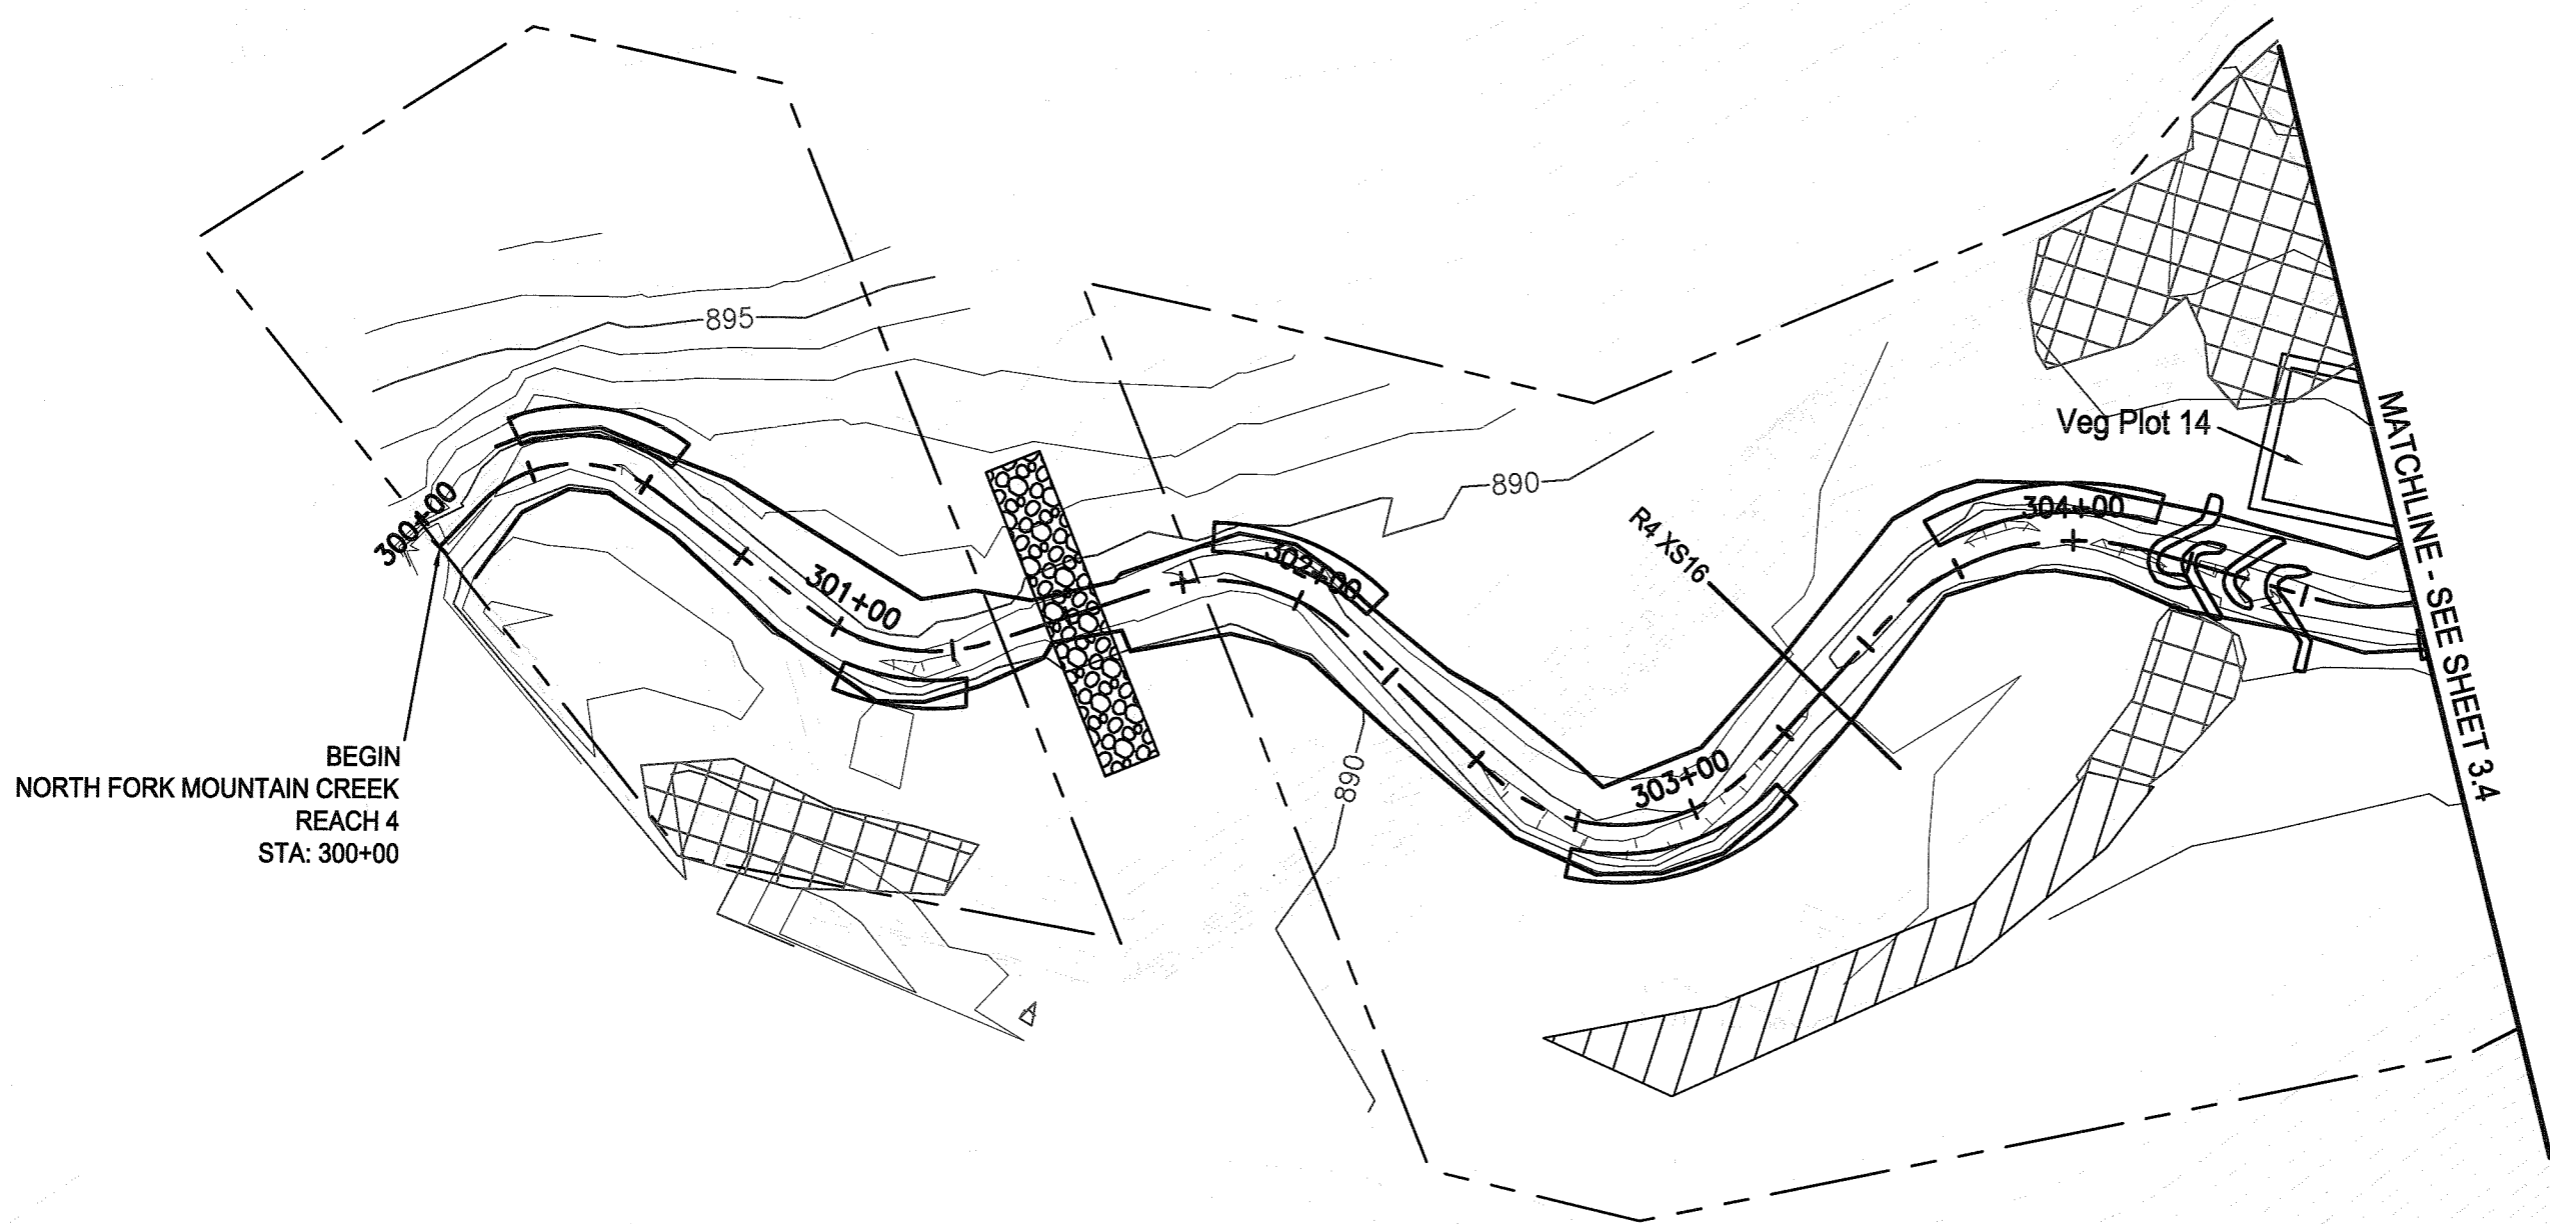 895
890
300+00
301+00
302+00
R4 XS16
304+00
Veg Plot 14
MATCHLINE - SEE SHEET 3.4
303+00
890
BEGIN
NORTH FORK MOUNTAIN CREEK
REACH 4
STA: 300+00